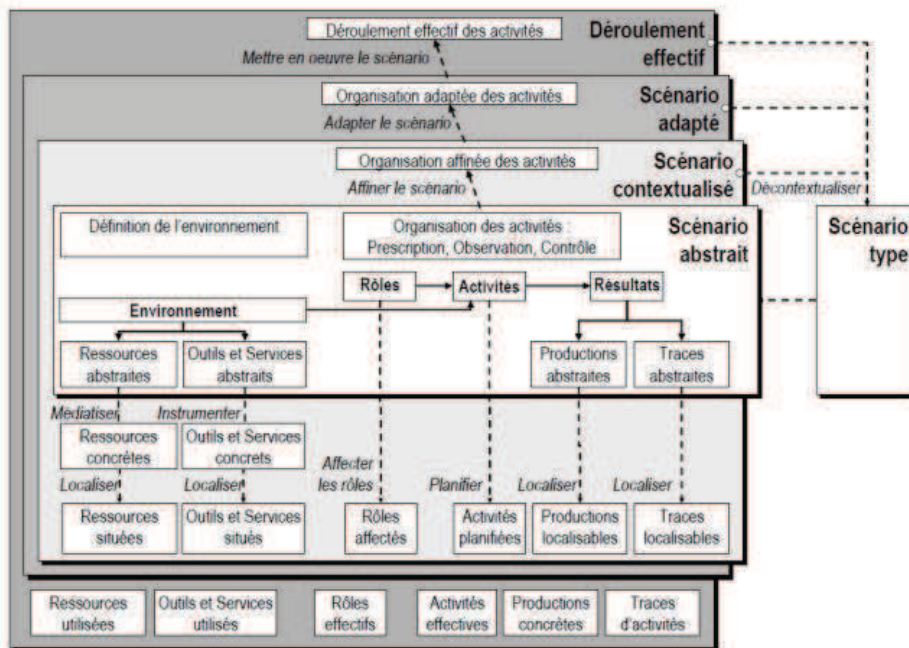 Déroulement effectif des activités
Déroulement
effectif
Mettre en oeuvre le scénario
Organisation adaptée des activités
Scénario
adapté
Adapter le scénario
Organisation affinée des activités
Scénario
contextualisé
Affiner le scénario
Décontextualiser
Définition de l'environnement
Organisation des activités :
Prescription, Observation, Contrôle
Scénario
abstrait
Scénario
type
Rôles
Activités
Résultats
Environnement
Ressources
abstraites
Outils et Services
abstraits
Productions
abstraites
Traces
abstraites
Médiatiser
Instrumenter
Ressources
concrètes
Outils et Services
concrets
Affecter
les rôles
Localiser
Localiser
Planifier
Localiser
Localiser
Ressources
situées
Outils et Services
situés
Rôles
affectés
Activités
planifiées
Productions
localisables
Traces
localisables
Ressources
utilisées
Outils et Services
utilisés
Rôles
effectifs
Activités
effectives
Productions
concrètes
Traces
d'activités